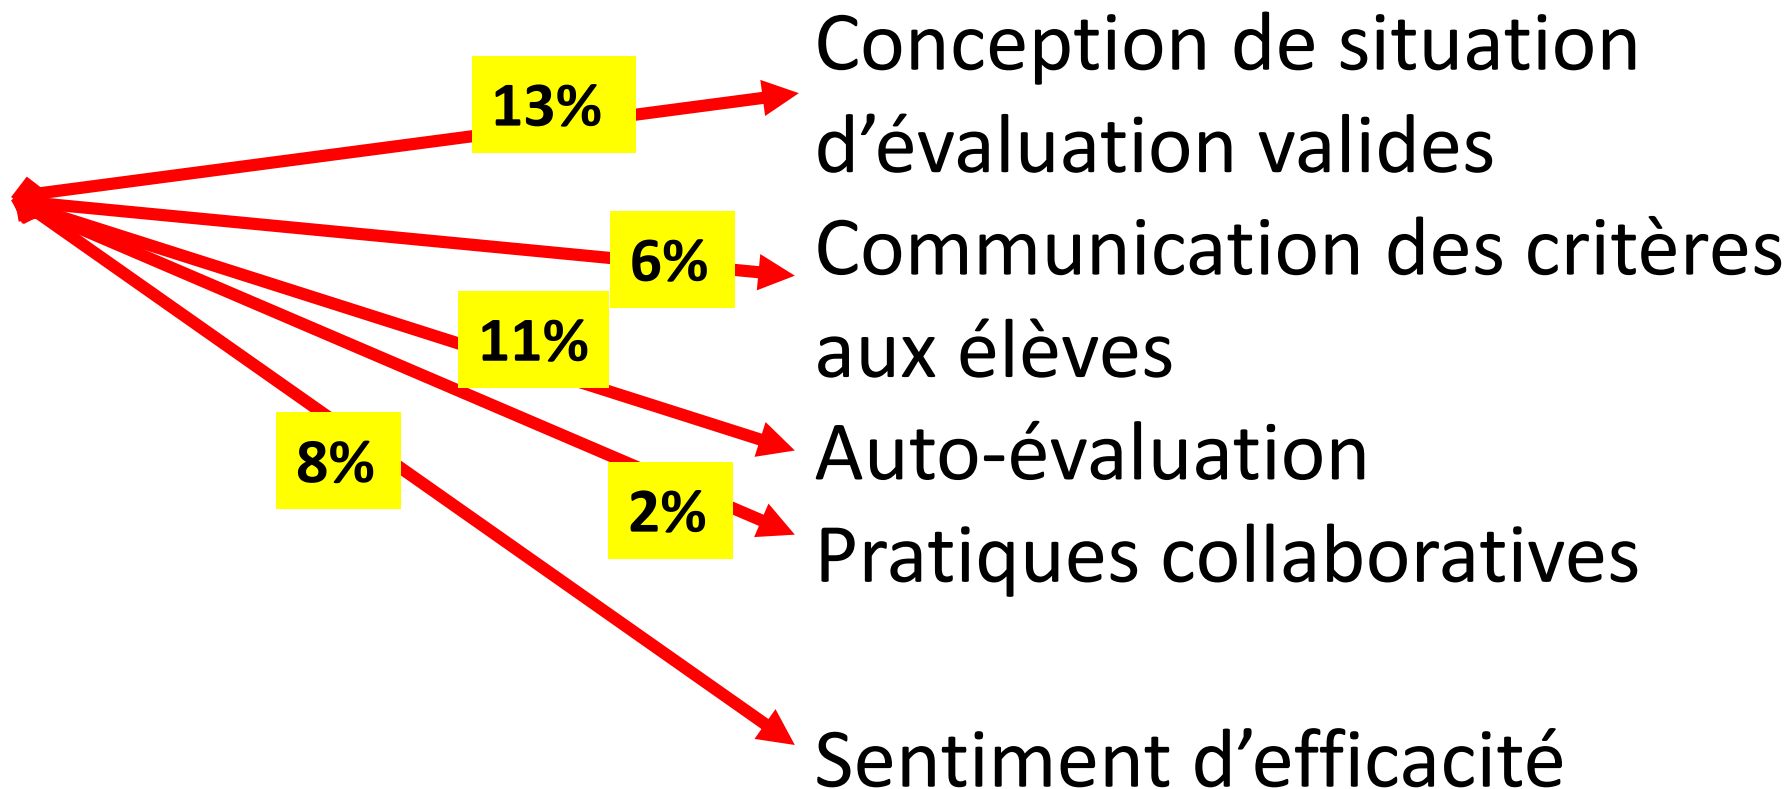 Conception de situation
13%
d’évaluation valides
Communication des critères
6%
aux élèves
11%
Auto-évaluation
8%
2%
Pratiques collaboratives
Sentiment d’efficacité